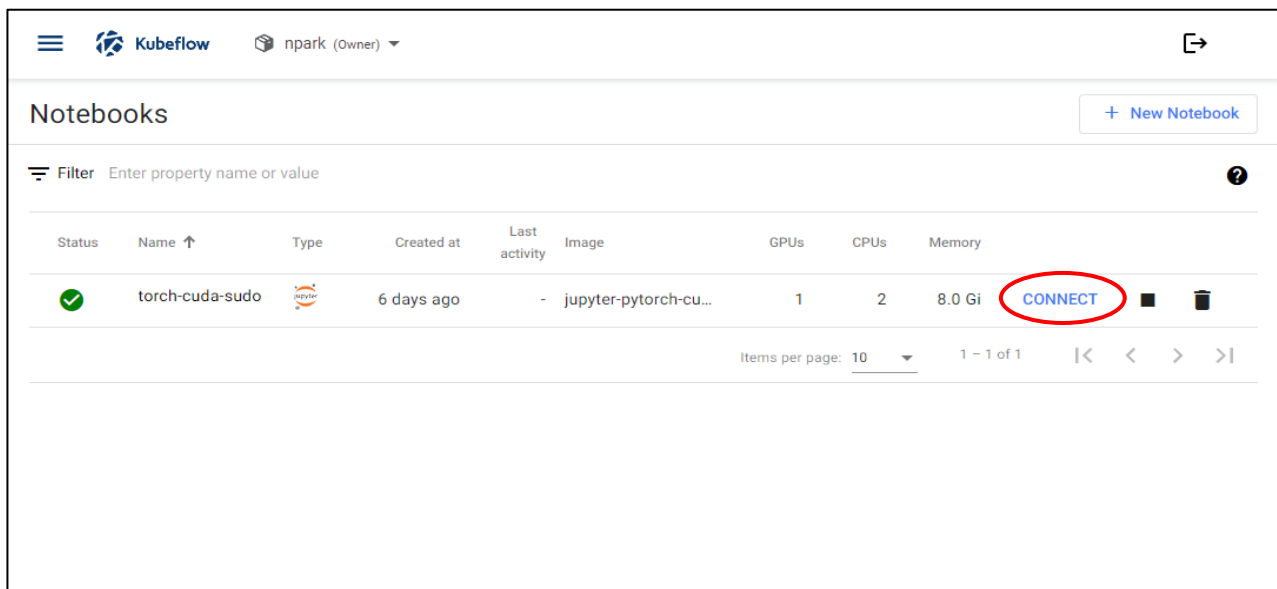 Kubeflow npark (Owner)
Notebooks + New Notebook
Filter Enter property name or value
Status Name Type Created at Last activity Image GPUs CPUs Memory
torch-cuda-sudo jupyter 6 days ago - jupyter-pytorch-cu... 1 2 8.0 Gi CONNECT
Items per page: 10 1 – 1 of 1